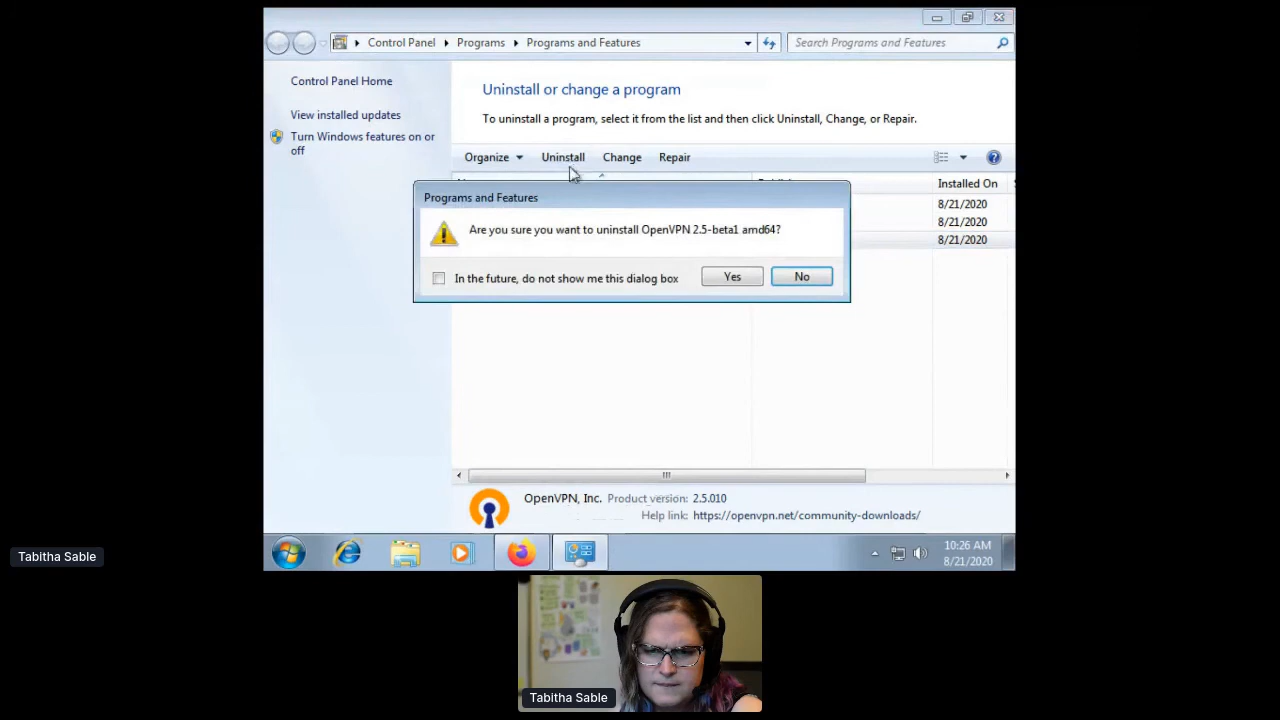 Control Panel
Programs
Programs and Features
Search Programs and Features
Control Panel Home
View installed updates
Turn Windows features on or
off
Uninstall or change a program
To uninstall a program, select it from the list and then click Uninstall, Change, or Repair.
Organize
Uninstall
Change
Repair
Installed On
8/21/2020
8/21/2020
8/21/2020
Programs and Features
Are you sure you want to uninstall OpenVPN 2.5-beta1 amd64?
In the future, do not show me this dialog box
Yes
No
OpenVPN, Inc. Product version: 2.5.010
Help link: https://openvpn.net/community-downloads/
10:26 AM
8/21/2020
Tabitha Sable
Tabitha Sable